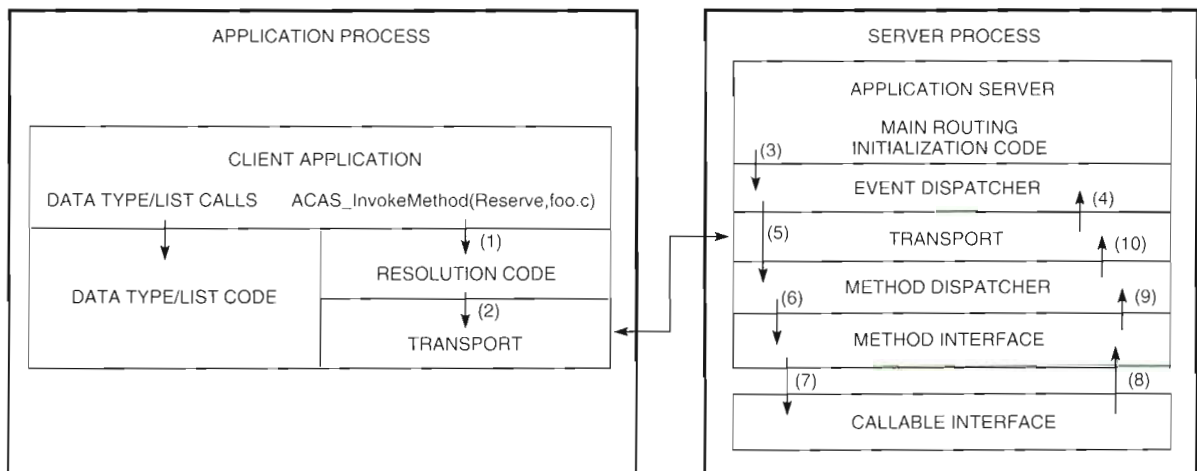 APPLICATION PROCESS
CLIENT APPLICATION
DATA TYPE/LIST CALLS
ACAS_InvokeMethod(Reserve,foo.c)
(1)
RESOLUTION CODE
DATA TYPE/LIST CODE
(2)
TRANSPORT
SERVER PROCESS
APPLICATION SERVER
MAIN ROUTING
INITIALIZATION CODE
(3)
EVENT DISPATCHER
(4)
(5)
TRANSPORT
(10)
METHOD DISPATCHER
(6)
(9)
METHOD INTERFACE
(7)
(8)
CALLABLE INTERFACE